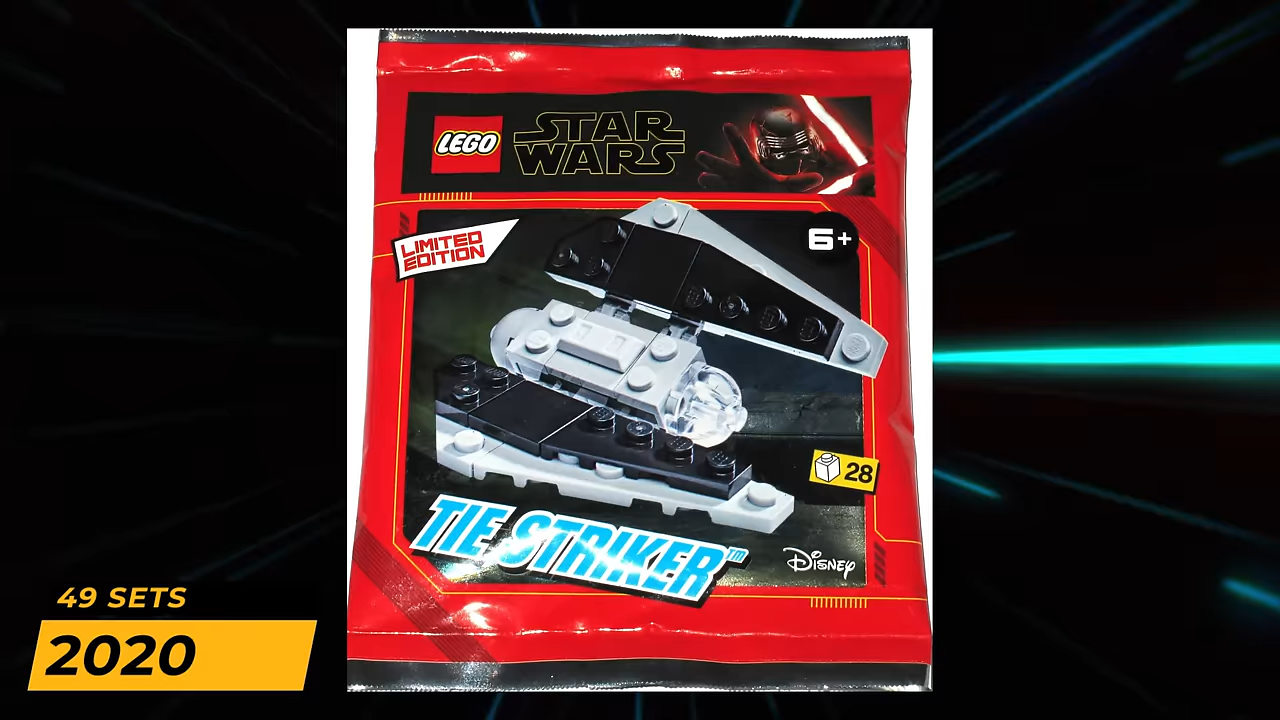 LEGO
STAR
WARS
LIMITED
EDITION
6+
28
TIE STRIKER™
Disney
49 SETS
2020